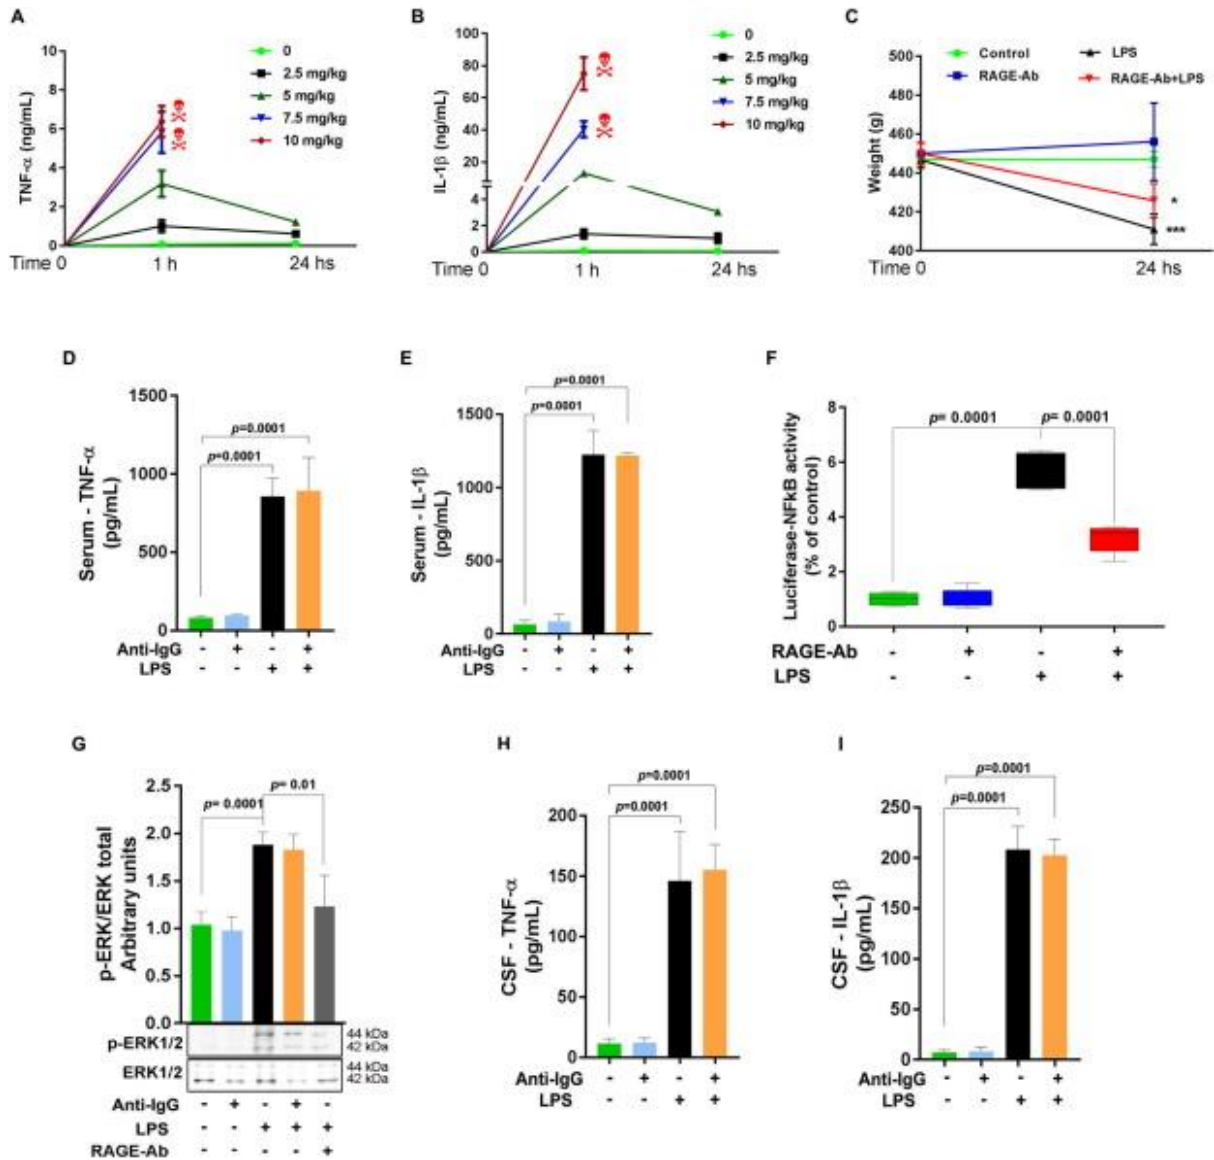 A
TNF-α (ng/mL)
10
8
6
4
2
0
0
2.5 mg/kg
5 mg/kg
7.5 mg/kg
10 mg/kg
Time 0
1 h
24 hs
B
IL-1β (ng/mL)
100
80
60
40
20
6
4
2
0
0
2.5 mg/kg
5 mg/kg
7.5 mg/kg
10 mg/kg
Time 0
1 h
24 hs
C
Weight (g)
500
480
460
440
420
400
Control
RAGE-Ab
LPS
RAGE-Ab+LPS
*
***
Time 0
24 hs
D
Serum - TNF-α
(pg/mL)
1500
1000
500
0
p=0.0001
p=0.0001
Anti-IgG - + - +
LPS - - + +
E
Serum - IL-1β
(pg/mL)
1500
1000
500
0
p=0.0001
p=0.0001
Anti-IgG - + - +
LPS - - + +
F
Luciferase-NFkB activity
(% of control)
8
6
4
2
0
p= 0.0001
p= 0.0001
RAGE-Ab - + - +
LPS - - + +
G
p-ERK/ERK total
Arbitrary units
2.5
2.0
1.5
1.0
0.5
0.0
p= 0.01
p= 0.0001
p-ERK1/2
44 kDa
42 kDa
ERK1/2
44 kDa
42 kDa
Anti-IgG - + - + -
LPS - - + + +
RAGE-Ab - - - - +
H
CSF - TNF-α
(pg/mL)
200
150
100
50
0
p=0.0001
p=0.0001
Anti-IgG - + - +
LPS - - + +
I
CSF - IL-1β
(pg/mL)
250
200
150
100
50
0
p=0.0001
p=0.0001
Anti-IgG - + - +
LPS - - + +